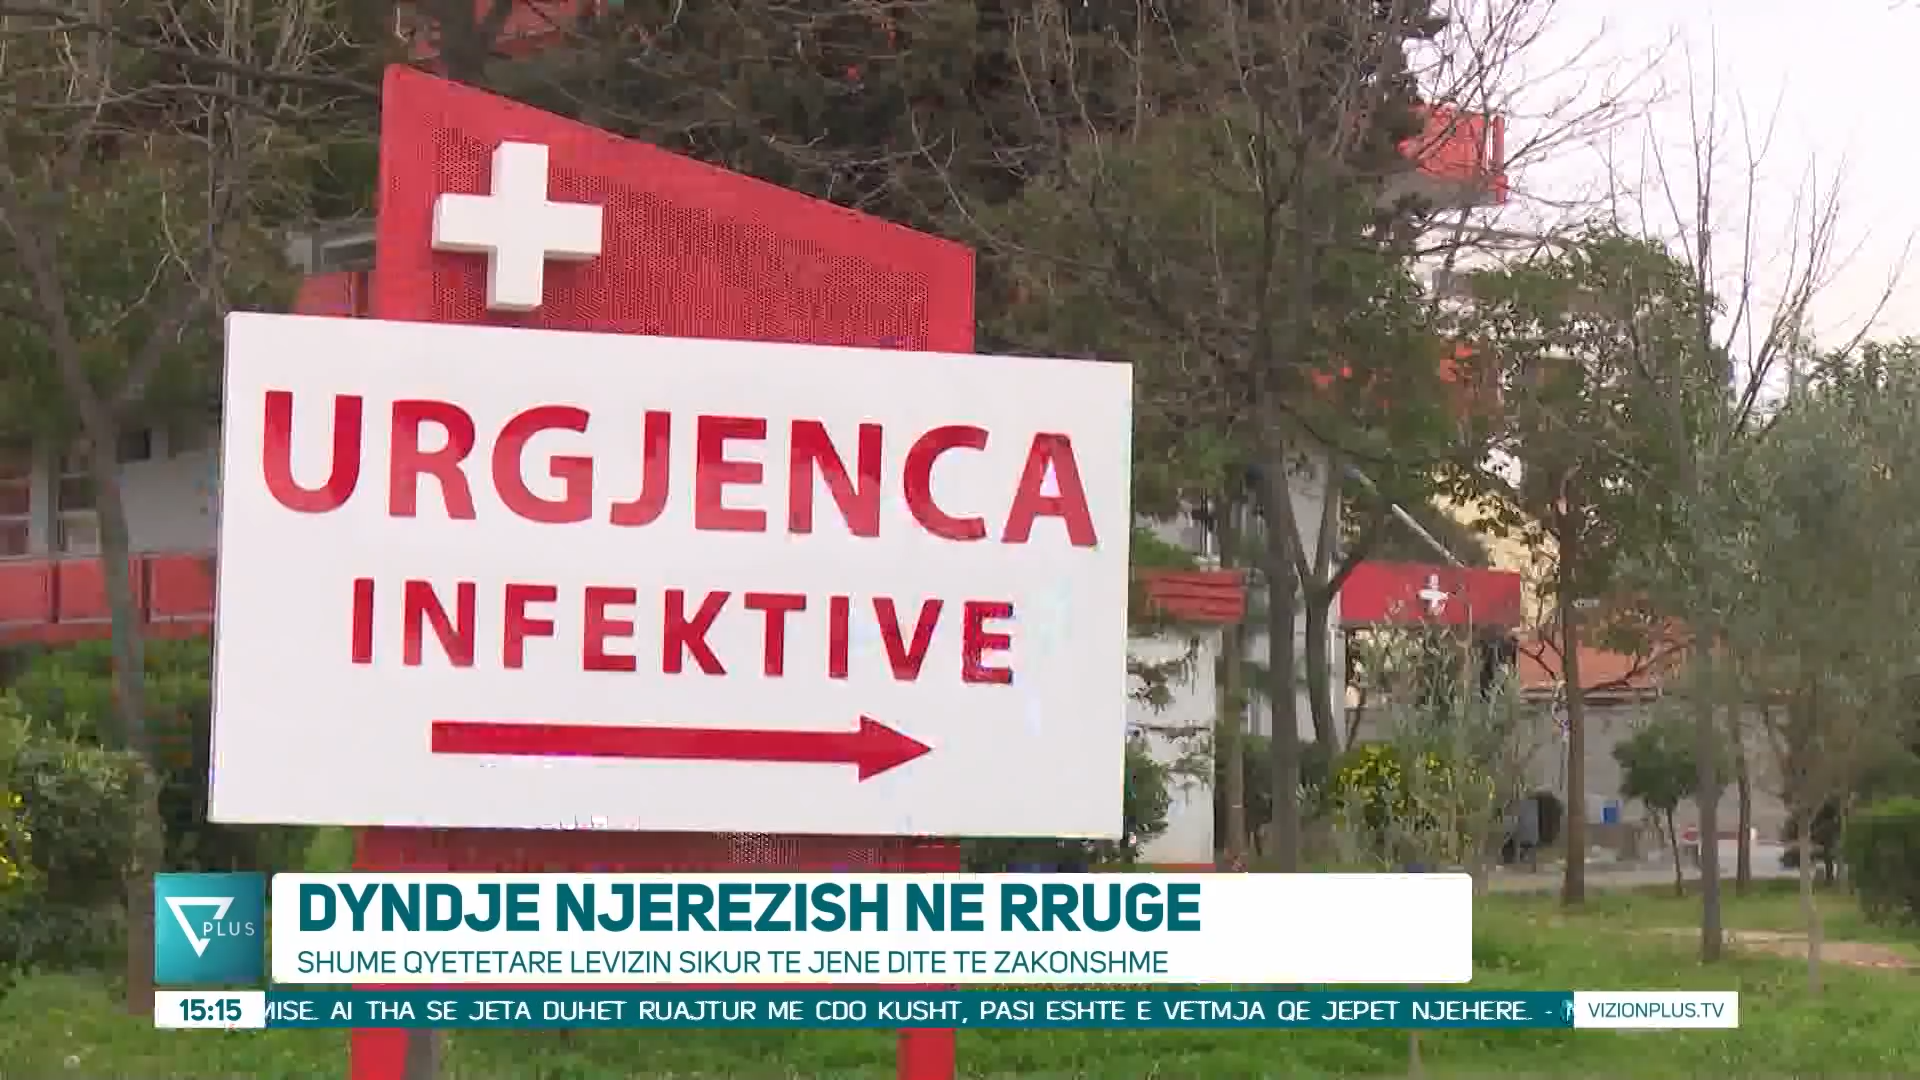 URGJENCA
INFEKTIVE
PLUS
DYNDJE NJEREZISH NE RRUGE
SHUME QYETETARE LEVIZIN SIKUR TE JENE DITE TE ZAKONSHME
15:15
MISE. AI THA SE JETA DUHET RUAJTUR ME CDO KUSHT, PASI ESHTE E VETMJA QE JEPET NJEHERE. -
VIZIONPLUS.TV